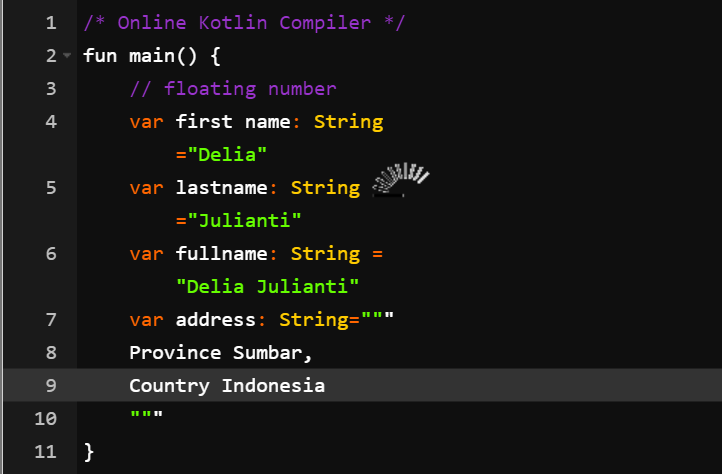 1 /* Online Kotlin Compiler */
2 fun main() {
3 // floating number
4 var first name: String
="Delia"
5 var lastname: String
="Julianti"
6 var fullname: String =
"Delia Julianti"
7 var address: String="""
8 Province Sumbar,
9 Country Indonesia
10 """
11 }